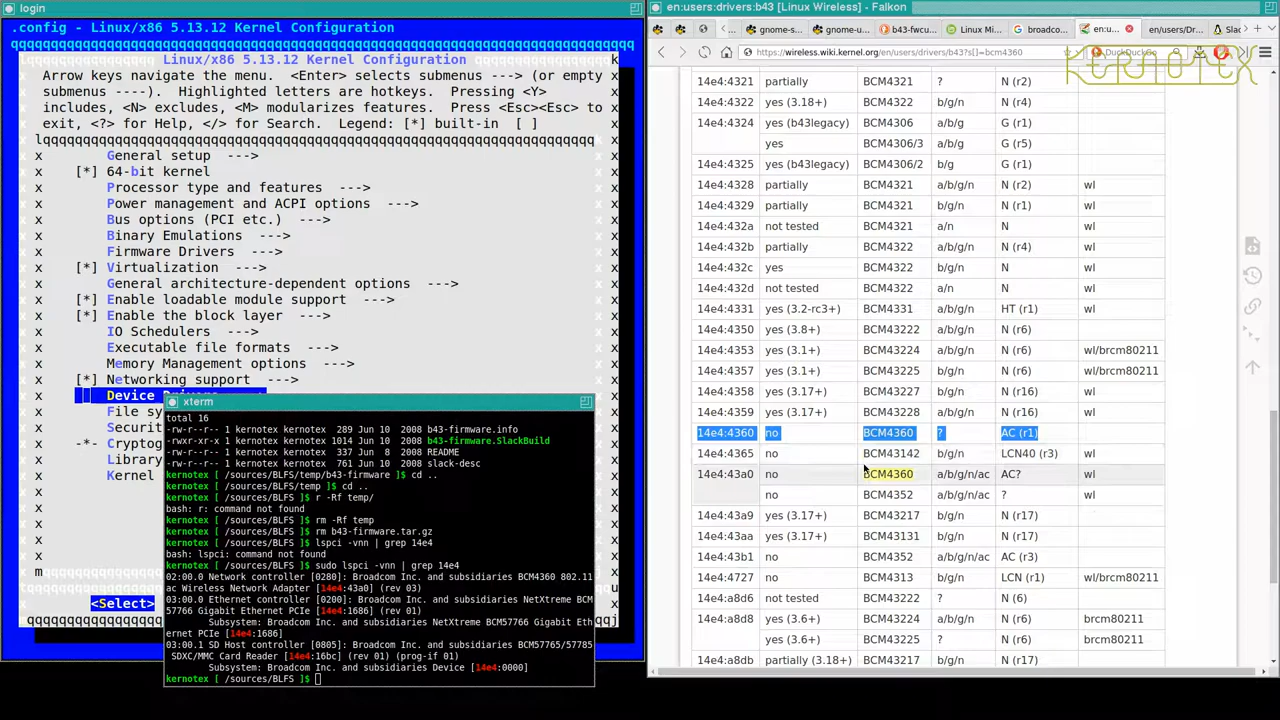 login
.config - Linux/x86 5.13.12 Kernel Configuration
Linux/x86 5.13.12 Kernel Configuration
Arrow keys navigate the menu. <Enter> selects submenus ---> (or empty
submenus ----). Highlighted letters are hotkeys. Pressing <Y>
includes, <N> excludes, <M> modularizes features. Press <Esc><Esc> to
exit, <?> for Help, </> for Search. Legend: [*] built-in [ ]
General setup --->
[*] 64-bit kernel
Processor type and features --->
Power management and ACPI options --->
Bus options (PCI etc.) --->
Binary Emulations --->
Firmware Drivers --->
[*] Virtualization --->
General architecture-dependent options --->
[*] Enable loadable module support --->
[*] Enable the block layer --->
IO Schedulers --->
Executable file formats --->
Memory Management options --->
[*] Networking support --->
Device Drivers
File sy
Securit
-*- Cryptog
Library
Kernel
<Select>
xterm
total 16
-rw-r--r-- 1 kernotex kernotex 289 Jun 10 2008 b43-firmware.info
-rwxr-xr-x 1 kernotex kernotex 1014 Jun 10 2008 b43-firmware.SlackBuild
-rw-r--r-- 1 kernotex kernotex 337 Jun 8 2008 README
-rw-r--r-- 1 kernotex kernotex 761 Jun 10 2008 slack-desc
kernotex [ /sources/BLFS/temp/b43-firmware ]$ cd ..
kernotex [ /sources/BLFS/temp ]$ cd ..
kernotex [ /sources/BLFS ]$ r -Rf temp/
bash: r: command not found
kernotex [ /sources/BLFS ]$ rm -Rf temp
kernotex [ /sources/BLFS ]$ rm b43-firmware.tar.gz
kernotex [ /sources/BLFS ]$ lspci -vnn | grep 14e4
bash: lspci: command not found
kernotex [ /sources/BLFS ]$ sudo lspci -vnn | grep 14e4
02:00.0 Network controller [0280]: Broadcom Inc. and subsidiaries BCM4360 802.11
ac Wireless Network Adapter [14e4:43a0] (rev 03)
03:00.0 Ethernet controller [0200]: Broadcom Inc. and subsidiaries NetXtreme BCM
57766 Gigabit Ethernet PCIe [14e4:1686] (rev 01)
Subsystem: Broadcom Inc. and subsidiaries NetXtreme BCM57766 Gigabit Eth
ernet PCIe [14e4:1686]
03:00.1 SD Host controller [0805]: Broadcom Inc. and subsidiaries BCM57765/57785
SDXC/MMC Card Reader [14e4:16bc] (rev 01) (prog-if 01)
Subsystem: Broadcom Inc. and subsidiaries Device [14e4:0000]
kernotex [ /sources/BLFS ]$
en:users:drivers:b43 [Linux Wireless] - Falkon
gnome-s... gnome-u... b43-fwcu... Linux Mi... broadco... en:u... en/users/dr... Slac
https://wireless.wiki.kernel.org/en/users/drivers/b43?s[]=bcm4360 DuckDuckGo
KERNOTEX
14e4:4321 partially BCM4321 ? N (r2)
14e4:4322 yes (3.18+) BCM4322 b/g/n N (r4)
14e4:4324 yes (b43legacy) BCM4306 a/b/g G (r1)
yes BCM4306/3 a/b/g G (r5)
14e4:4325 yes (b43legacy) BCM4306/2 b/g G (r1)
14e4:4328 partially BCM4321 a/b/g/n N (r2) wl
14e4:4329 partially BCM4321 b/g/n N (r1) wl
14e4:432a not tested BCM4321 a/n N wl
14e4:432b partially BCM4322 a/b/g/n N (r4) wl
14e4:432c yes BCM4322 b/g/n N wl
14e4:432d not tested BCM4322 a/n N wl
14e4:4331 yes (3.2-rc3+) BCM4331 a/b/g/n HT (r1) wl
14e4:4350 yes (3.8+) BCM43222 a/b/g/n N (r6)
14e4:4353 yes (3.1+) BCM43224 a/b/g/n N (r6) wl/brcm80211
14e4:4357 yes (3.1+) BCM43225 b/g/n N (r6) wl/brcm80211
14e4:4358 yes (3.17+) BCM43227 b/g/n N (r16) wl
14e4:4359 yes (3.17+) BCM43228 a/b/g/n N (r16) wl
14e4:4360 no BCM4360 ? AC (r1)
14e4:4365 no BCM43142 b/g/n LCN40 (r3) wl
14e4:43a0 no BCM4360 a/b/g/n/ac AC? wl
no BCM4352 a/b/g/n/ac ? wl
14e4:43a9 yes (3.17+) BCM43217 b/g/n N (r17)
14e4:43aa yes (3.17+) BCM43131 b/g/n N (r17)
14e4:43b1 no BCM4352 a/b/g/n/ac AC (r3)
14e4:4727 no BCM4313 b/g/n LCN (r1) wl/brcm80211
14e4:a8d6 not tested BCM43222 ? N (r6)
14e4:a8d8 yes (3.6+) BCM43224 a/b/g/n N (r6) brcm80211
yes (3.6+) BCM43225 b/g/n N (r6) brcm80211
14e4:a8db partially (3.18+) BCM43217 b/g/n N (r17)